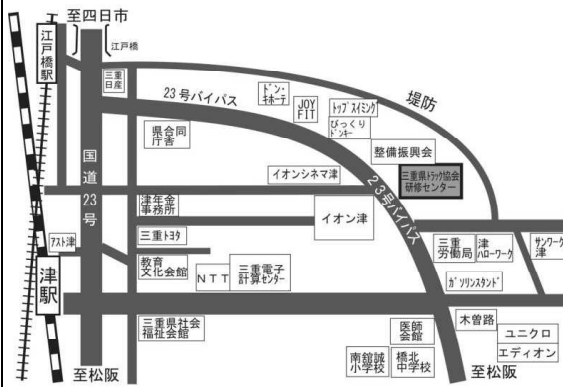 至四日市
江戸橋駅
江戸橋
三重
日産
23号バイパス
ドン・
キホーテ
JOY
FIT
トップスイミング
びっくり
ドンキー
堤防
県合同
庁舎
整備振興会
国道23号
イオンシネマ津
三重県トラック協会
研修センター
23号バイパス
津年金
事務所
イオン津
三重トヨタ
アスト津
三重
労働局
津
ハローワーク
サンワーク
津
教育
文化会館
NTT
三重電子
計算センター
ガソリンスタンド
津駅
三重県社会
福祉会館
医師
会館
木曽路
ユニクロ
エディオン
南舘誠
小学校
橋北
中学校
至松阪
至松阪